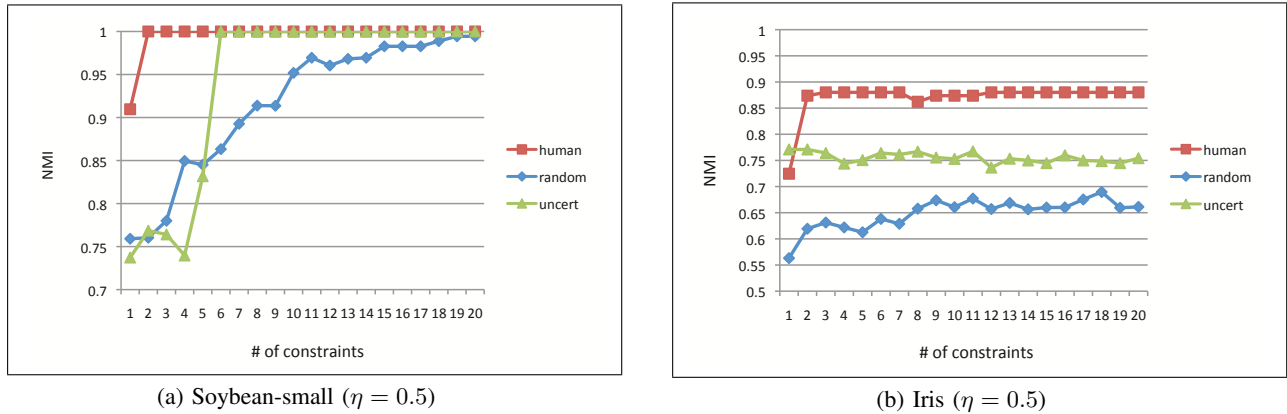 1
0.95
0.9
0.85
0.8
0.75
0.7
NMI
1 2 3 4 5 6 7 8 9 10 11 12 13 14 15 16 17 18 19 20
# of constraints
human
random
uncert
(a) Soybean-small (η = 0.5)
1
0.95
0.9
0.85
0.8
0.75
0.7
0.65
0.6
0.55
0.5
NMI
1 2 3 4 5 6 7 8 9 10 11 12 13 14 15 16 17 18 19 20
# of constraints
human
random
uncert
(b) Iris (η = 0.5)